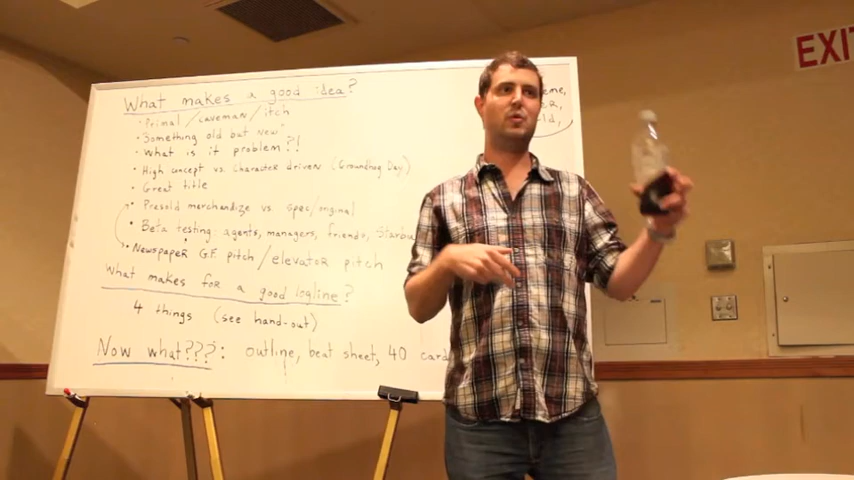 What makes a good idea?
• Primal/caveman/itch
• Something old but new
• What is it problem?!
• High concept vs. character driven (Groundhog Day)
• Great title
• Presold merchandize vs. spec/original
• Beta testing: agents, managers, friends, Starbu
• Newspaper G.F. pitch/elevator pitch
What makes for a good logline?
4 things (see hand-out)
Now what???: outline, beat sheet, 40 card
EXIT